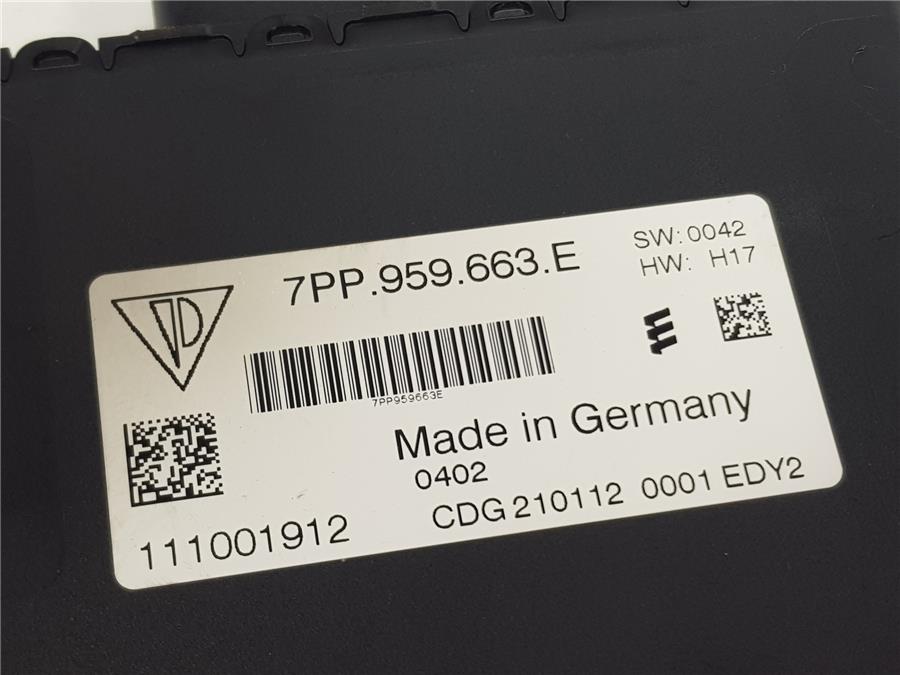 7PP.959.663.E
SW:0042
HW: H17
7PP959663E
Made in Germany
0402
CDG 210112 0001 EDY2
111001912